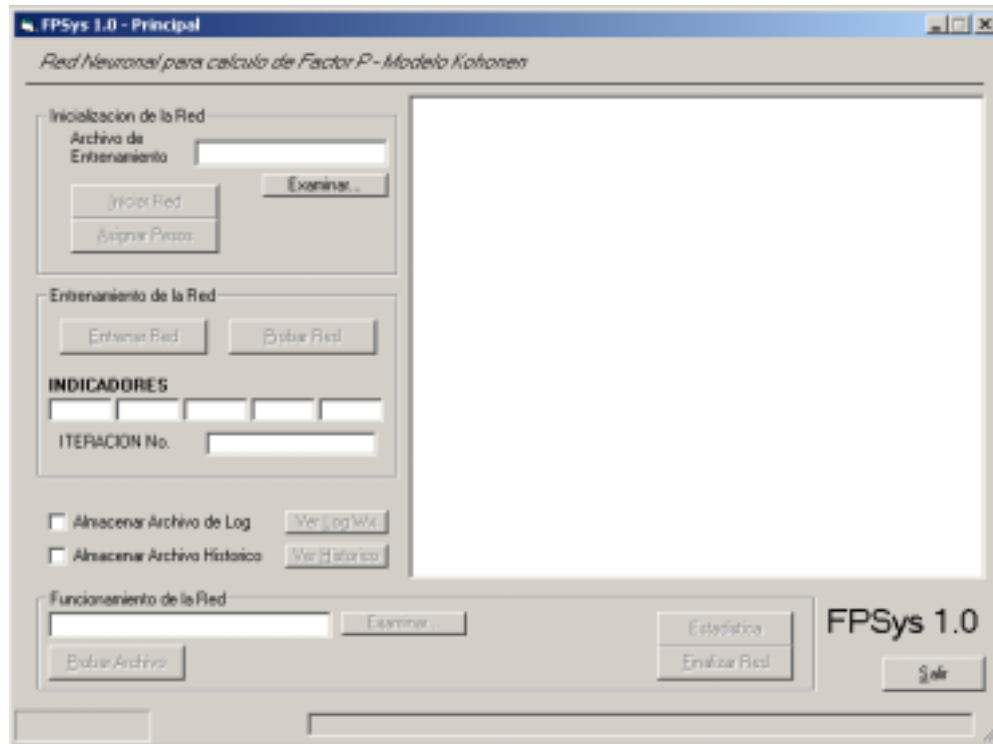 FPSys 1.0 - Principal
Red Neuronal para calculo de Factor P - Modelo Kohonen
Inicializacion de la Red
Archivo de
Entrenamiento
Examinar...
Iniciar Red
Asignar Pesos
Entrenamiento de la Red
Entrenar Red
Probar Red
INDICADORES
ITERACION No.
Almacenar Archivo de Log
Ver Log Wx
Almacenar Archivo Historico
Ver Historico
Funcionamiento de la Red
Examinar...
Probar Archivo
Estadistica
Finalizar Red
FPSys 1.0
Salir